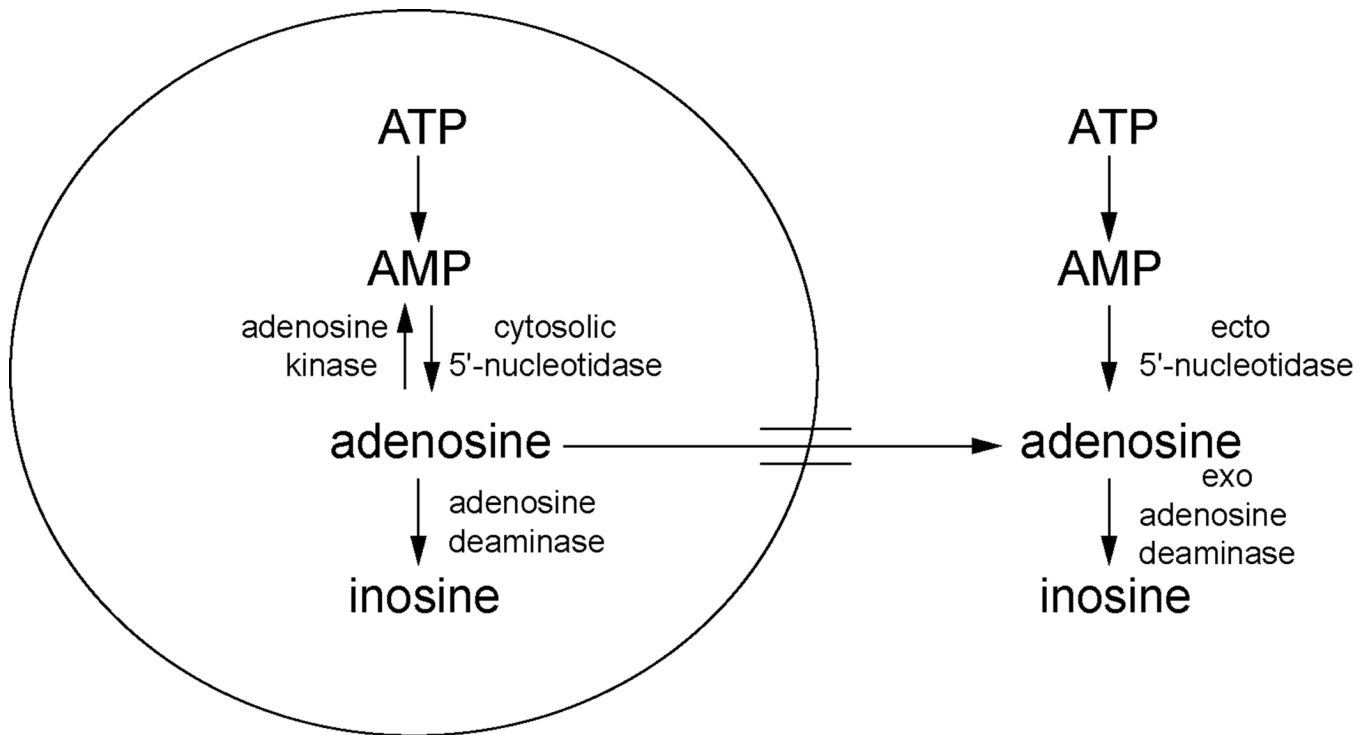 ATP
AMP
adenosine
kinase
cytosolic
5'-nucleotidase
adenosine
adenosine
deaminase
inosine
ATP
AMP
ecto
5'-nucleotidase
adenosine
exo
adenosine
deaminase
inosine